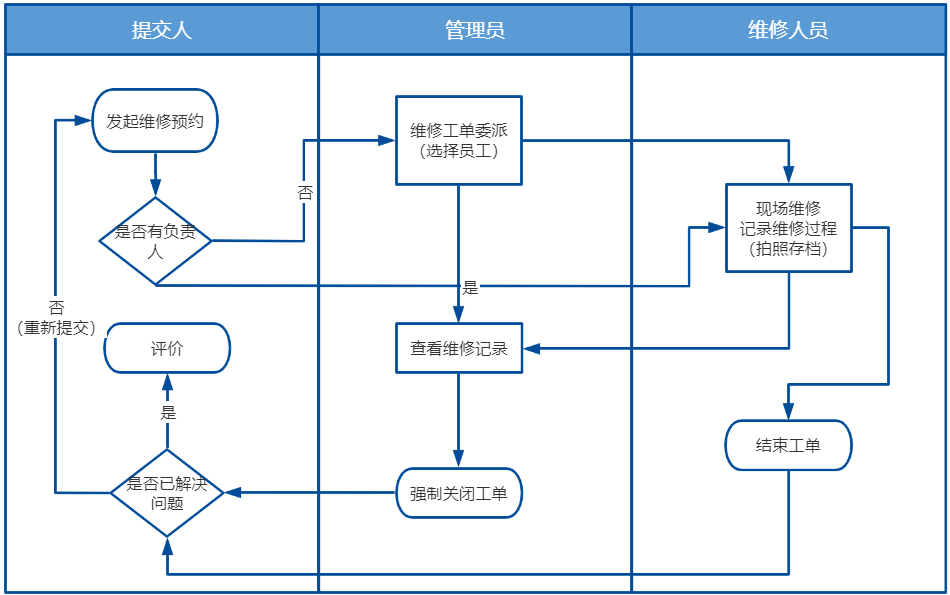 提交人
管理员
维修人员
发起维修预约
是否有负责
人
否
维修工单委派
（选择员工）
现场维修
记录维修过程
（拍照存档）
是
否
（重新提交）
评价
查看维修记录
是
是否已解决
问题
强制关闭工单
结束工单